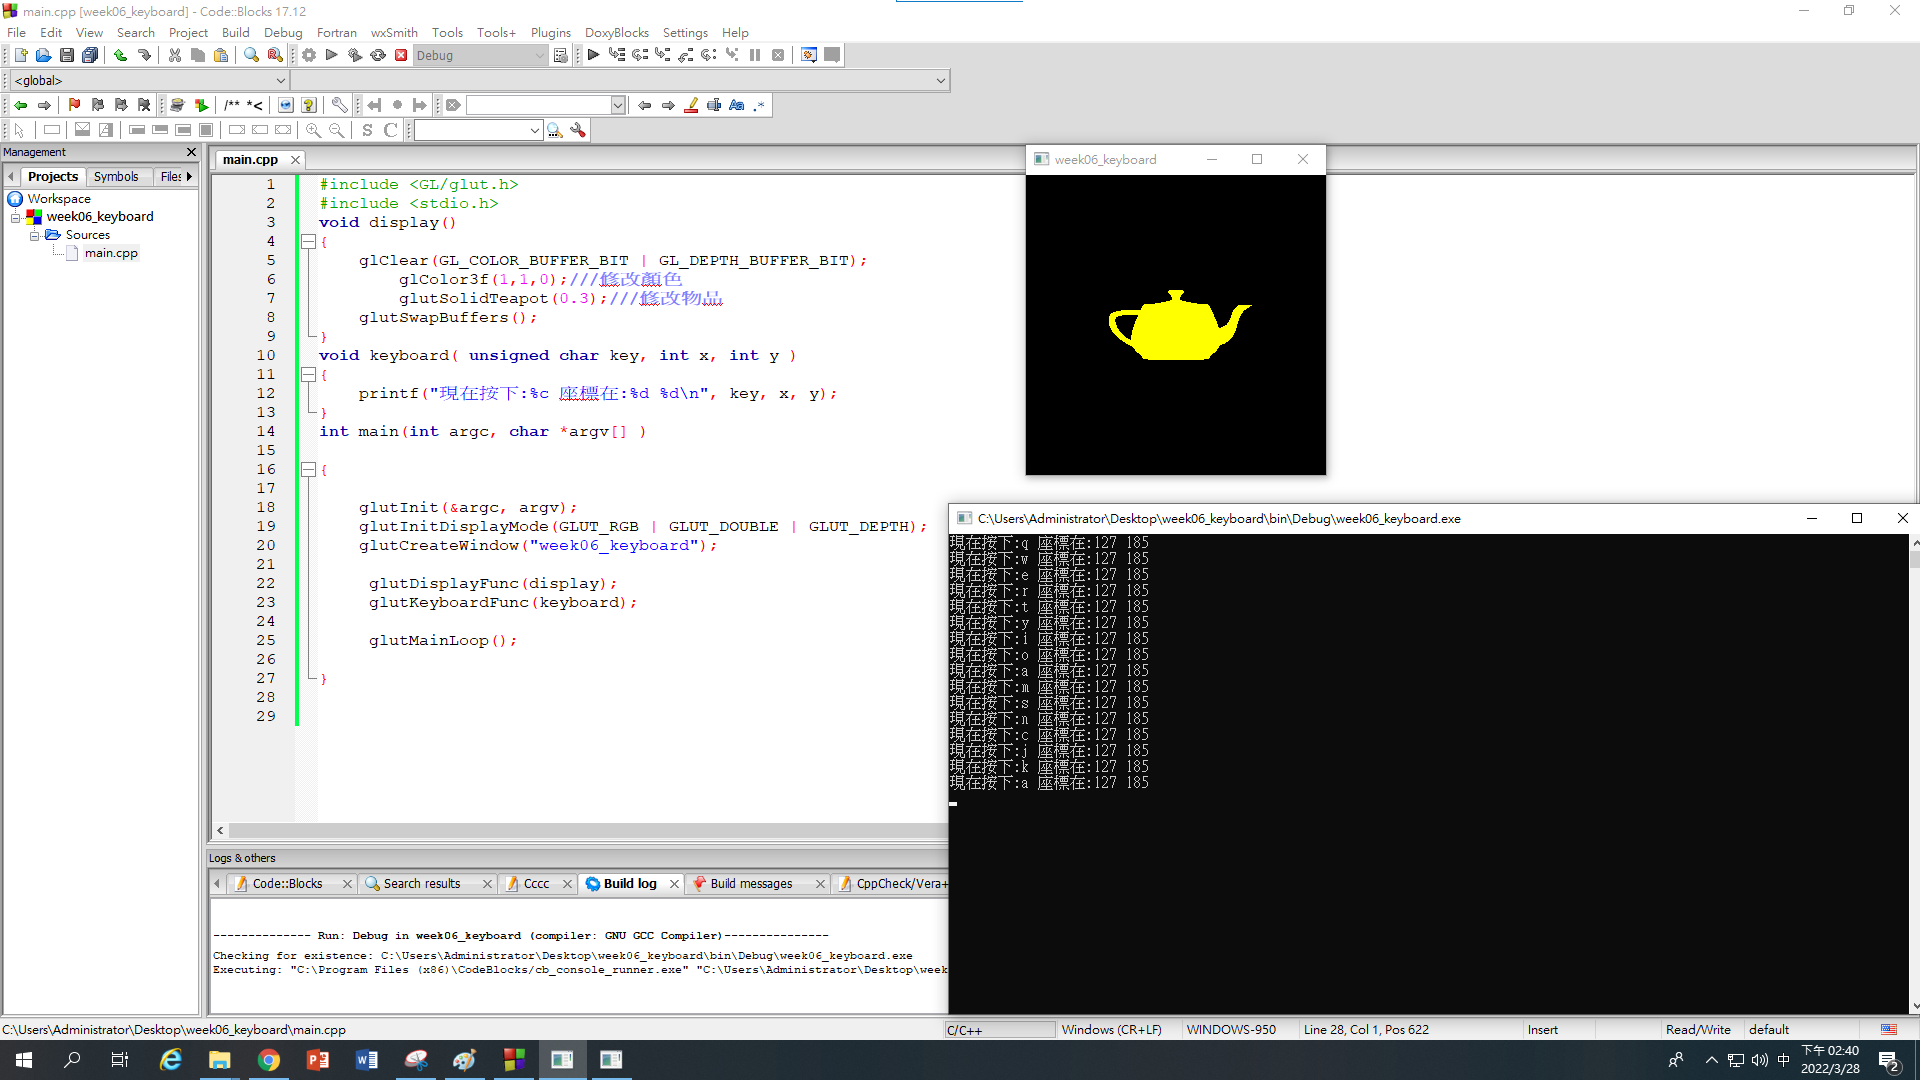 main.cpp [week06_keyboard] - Code::Blocks 17.12
File Edit View Search Project Build Debug Fortran wxSmith Tools Tools+ Plugins DoxyBlocks Settings Help
Debug
<global>
/** *<
Aa .*
S C
Management
Projects Symbols Files
Workspace
week06_keyboard
Sources
main.cpp
main.cpp
1 #include <GL/glut.h>
2 #include <stdio.h>
3 void display()
4 {
5 glClear(GL_COLOR_BUFFER_BIT | GL_DEPTH_BUFFER_BIT);
6 glColor3f(1,1,0);///修改顏色
7 glutSolidTeapot(0.3);///修改物品
8 glutSwapBuffers();
9 }
10 void keyboard( unsigned char key, int x, int y )
11 {
12 printf("現在按下:%c 座標在:%d %d\n", key, x, y);
13 }
14 int main(int argc, char *argv[] )
15
16 {
17
18 glutInit(&argc, argv);
19 glutInitDisplayMode(GLUT_RGB | GLUT_DOUBLE | GLUT_DEPTH);
20 glutCreateWindow("week06_keyboard");
21
22 glutDisplayFunc(display);
23 glutKeyboardFunc(keyboard);
24
25 glutMainLoop();
26
27 }
28
29
week06_keyboard
C:\Users\Administrator\Desktop\week06_keyboard\bin\Debug\week06_keyboard.exe
現在按下:q 座標在:127 185
現在按下:w 座標在:127 185
現在按下:e 座標在:127 185
現在按下:r 座標在:127 185
現在按下:t 座標在:127 185
現在按下:y 座標在:127 185
現在按下:i 座標在:127 185
現在按下:o 座標在:127 185
現在按下:a 座標在:127 185
現在按下:m 座標在:127 185
現在按下:s 座標在:127 185
現在按下:n 座標在:127 185
現在按下:c 座標在:127 185
現在按下:j 座標在:127 185
現在按下:k 座標在:127 185
現在按下:a 座標在:127 185
Logs & others
Code::Blocks Search results Cccc Build log Build messages CppCheck/Vera+
-------------- Run: Debug in week06_keyboard (compiler: GNU GCC Compiler)---------------
Checking for existence: C:\Users\Administrator\Desktop\week06_keyboard\bin\Debug\week06_keyboard.exe
Executing: "C:\Program Files (x86)\CodeBlocks/cb_console_runner.exe" "C:\Users\Administrator\Desktop\week
C:\Users\Administrator\Desktop\week06_keyboard\main.cpp C/C++ Windows (CR+LF) WINDOWS-950 Line 28, Col 1, Pos 622 Insert Read/Write default
中 下午 02:40
2022/3/28
2